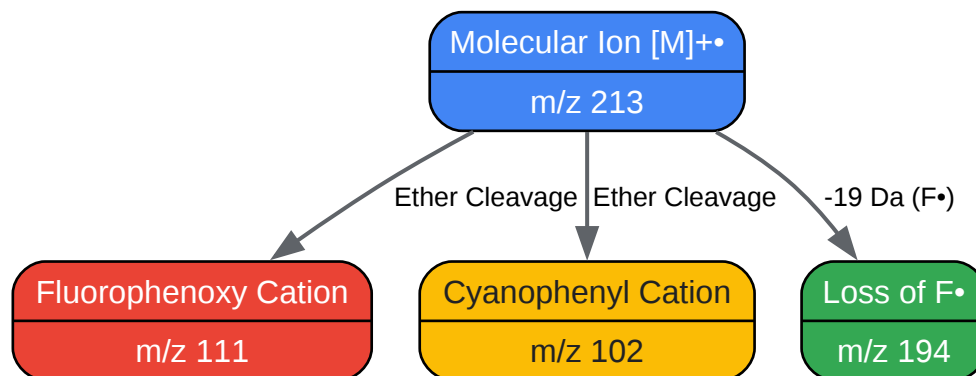 Molecular Ion [M]+•
m/z 213
Ether Cleavage
Ether Cleavage
-19 Da (F•)
Fluorophenoxy Cation
m/z 111
Cyanophenyl Cation
m/z 102
Loss of F•
m/z 194